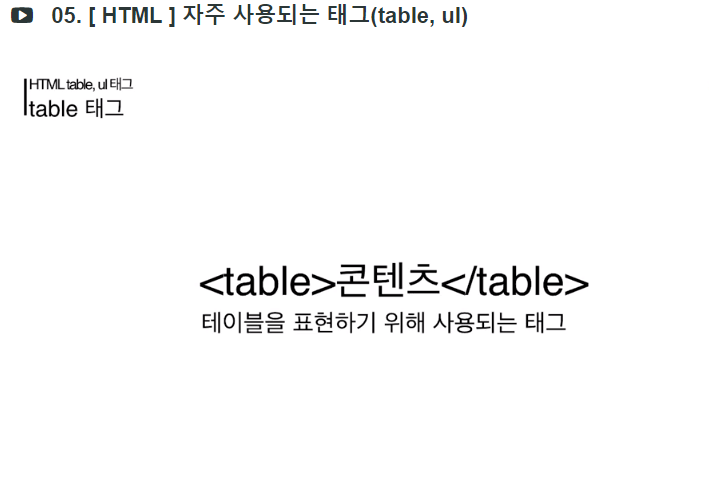 05. [ HTML ] 자주 사용되는 태그(table, ul)
HTML table, ul 태그
table 태그
<table>콘텐츠</table>
테이블을 표현하기 위해 사용되는 태그